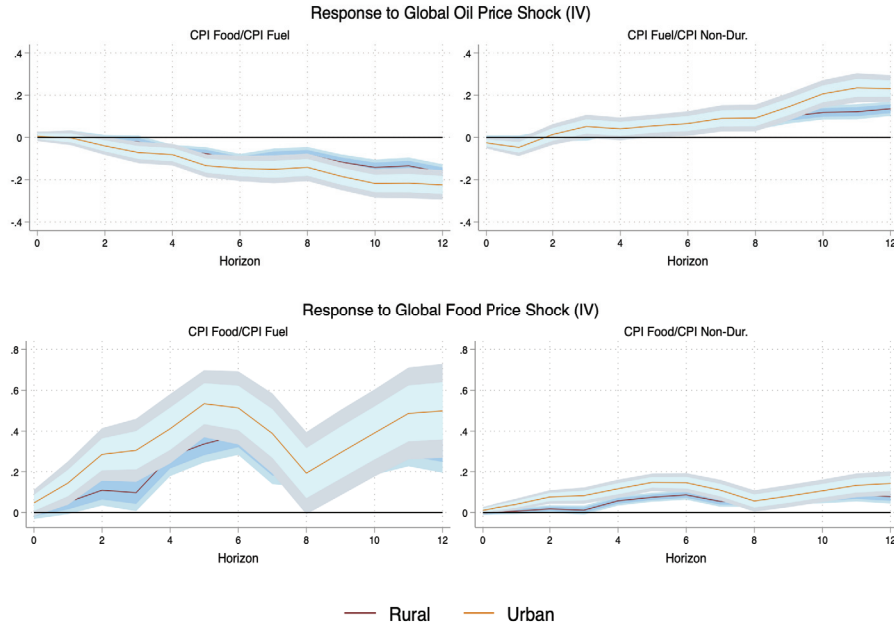 Response to Global Oil Price Shock (IV)
CPI Food/CPI Fuel
CPI Fuel/CPI Non-Dur.
.4
.2
0
-.2
-.4
0 2 4 6 8 10 12
Horizon
.4
.2
0
-.2
-.4
0 2 4 6 8 10 12
Horizon
Response to Global Food Price Shock (IV)
CPI Food/CPI Fuel
CPI Food/CPI Non-Dur.
.8
.6
.4
.2
0
0 2 4 6 8 10 12
Horizon
.8
.6
.4
.2
0
0 2 4 6 8 10 12
Horizon
Rural Urban